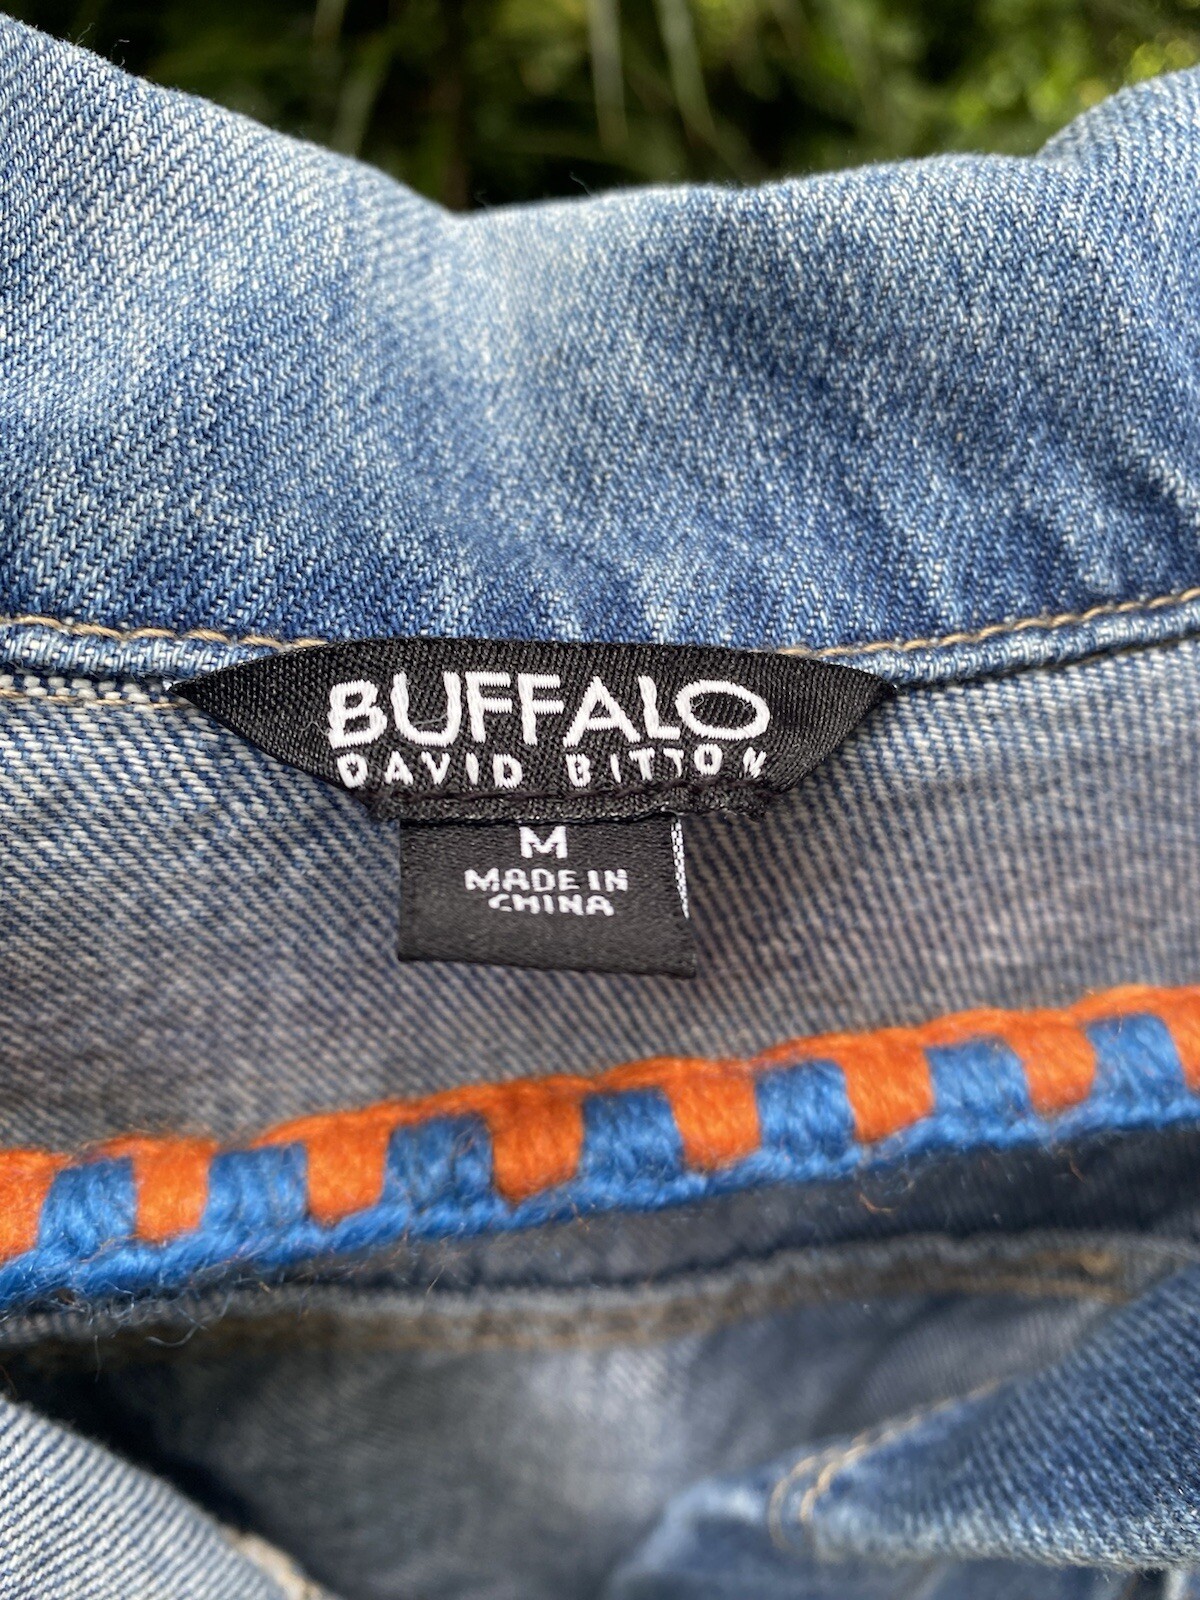 BUFFALO
DAVID BITTON
M
MADE IN
CHINA